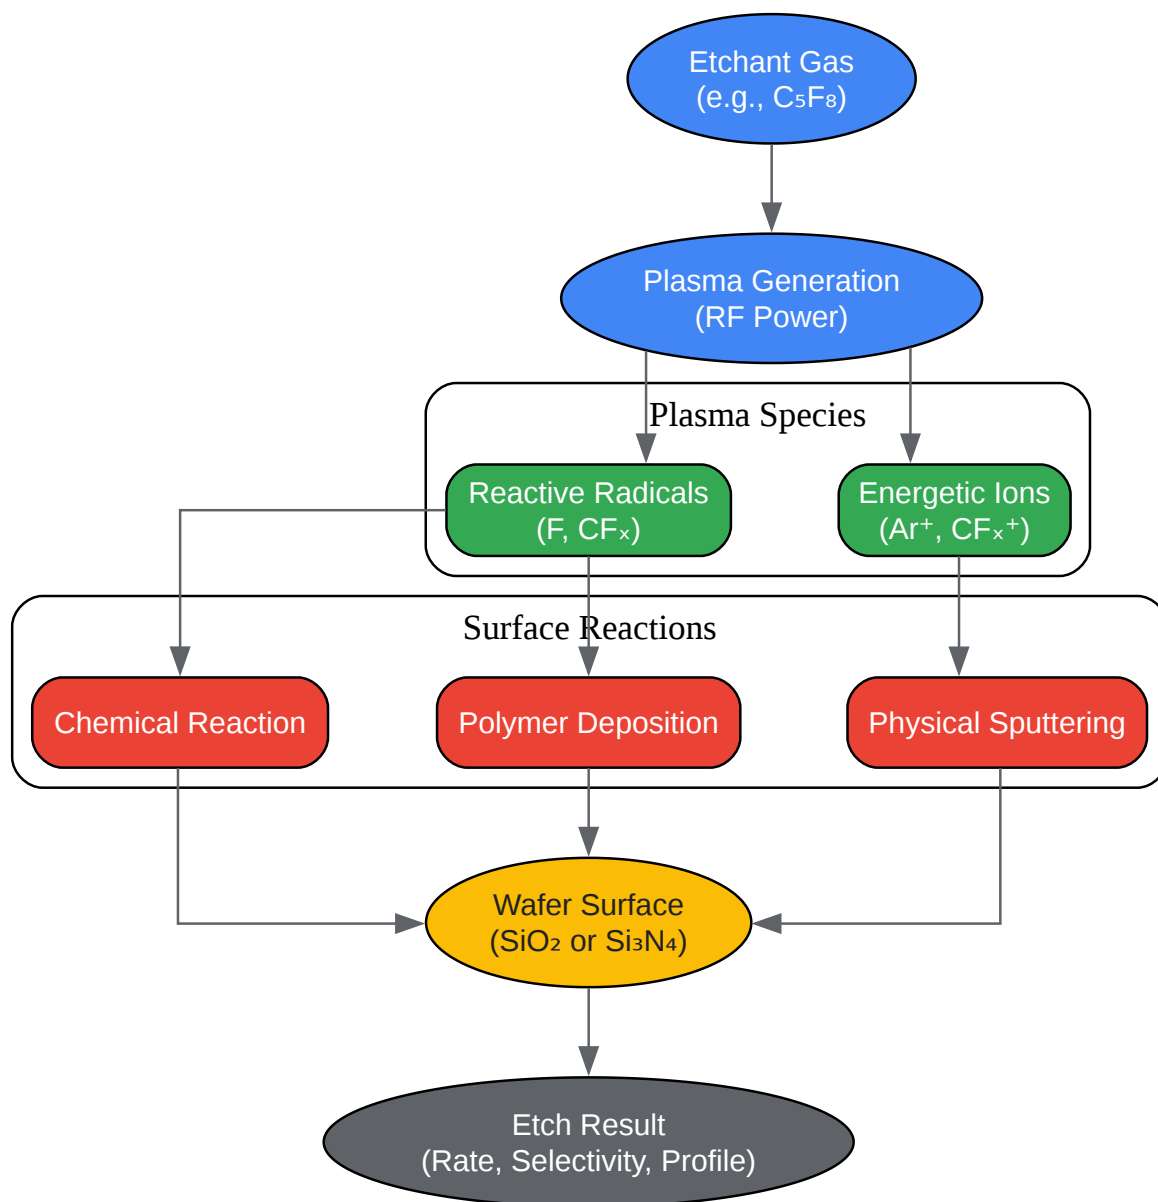 Etchant Gas
(e.g., C₅F₈)
Plasma Generation
(RF Power)
Plasma Species
Reactive Radicals
(F, CFₓ)
Energetic Ions
(Ar⁺, CFₓ⁺)
Surface Reactions
Chemical Reaction
Polymer Deposition
Physical Sputtering
Wafer Surface
(SiO₂ or Si₃N₄)
Etch Result
(Rate, Selectivity, Profile)